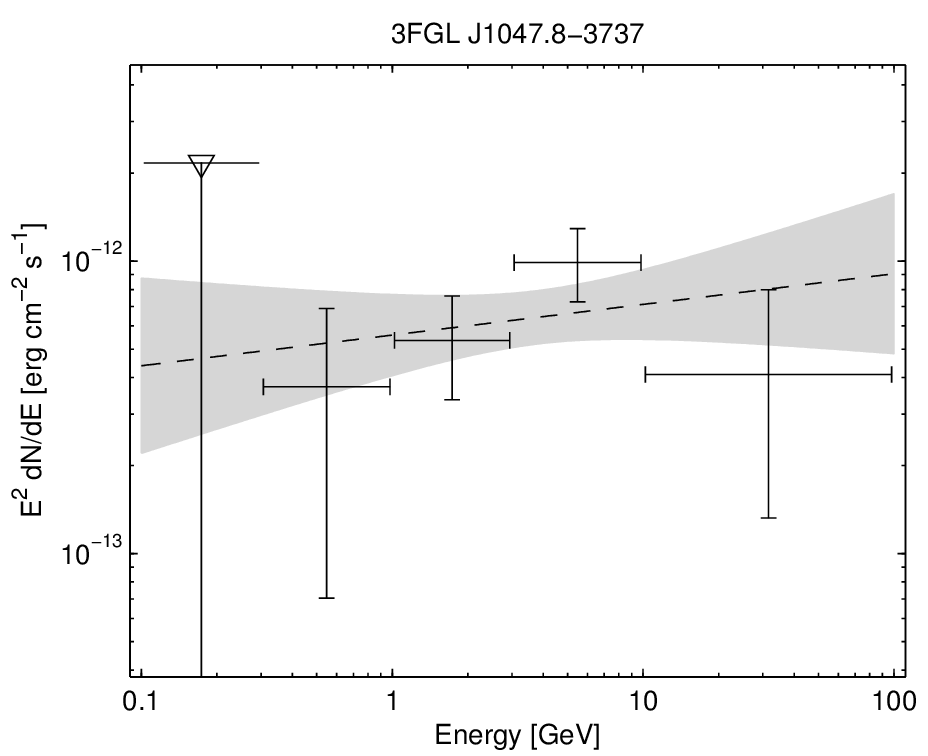 3FGL J1047.8−3737
E² dN/dE [erg cm⁻² s⁻¹]
10⁻¹²
10⁻¹³
0.1 1 10 100
Energy [GeV]